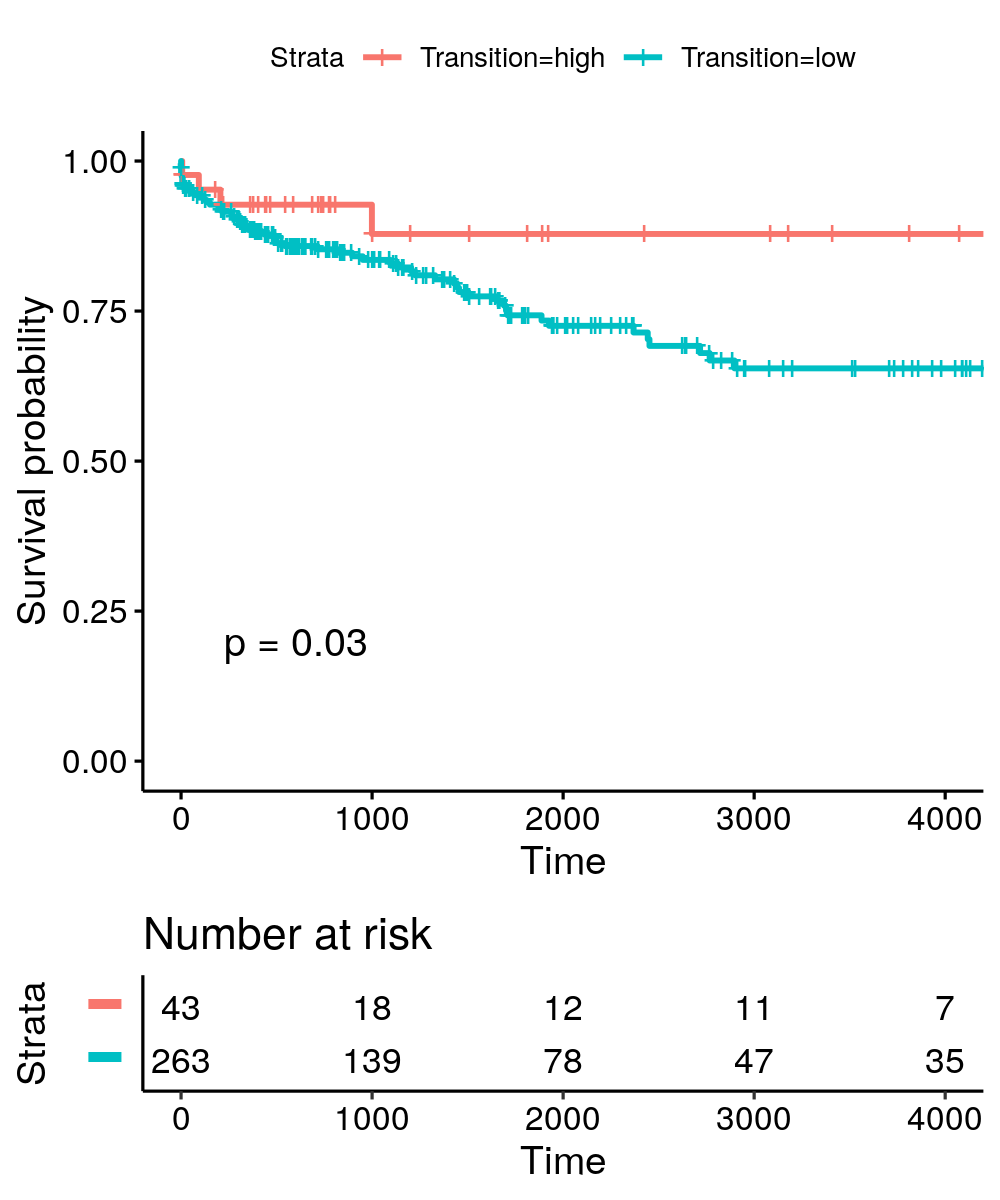 Strata Transition=high Transition=low
Survival probability
1.00
0.75
0.50
0.25
0.00
p = 0.03
0 1000 2000 3000 4000
Time
Number at risk
Strata
43 18 12 11 7
263 139 78 47 35
0 1000 2000 3000 4000
Time